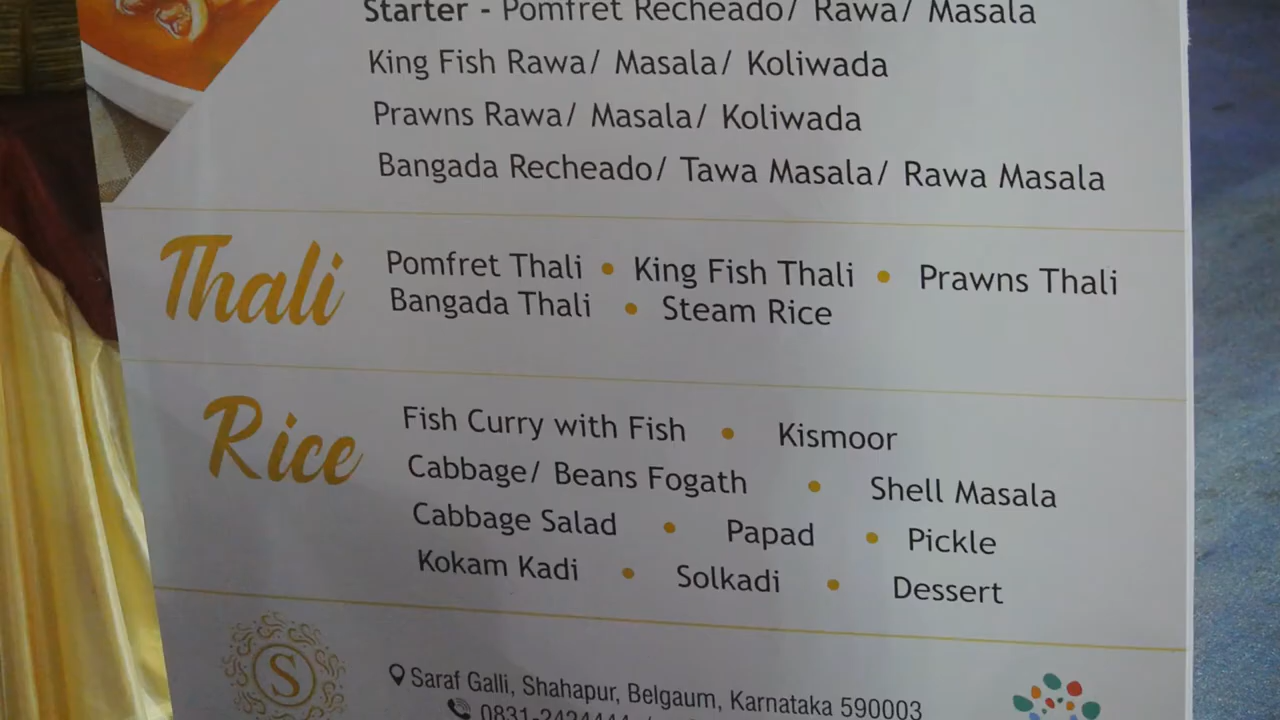 Starter - Pomfret Recheado/ Rawa/ Masala
King Fish Rawa/ Masala/ Koliwada
Prawns Rawa/ Masala/ Koliwada
Bangada Recheado/ Tawa Masala/ Rawa Masala
Thali
Pomfret Thali • King Fish Thali • Prawns Thali
Bangada Thali • Steam Rice
Rice
Fish Curry with Fish • Kismoor
Cabbage/ Beans Fogath • Shell Masala
Cabbage Salad • Papad • Pickle
Kokam Kadi • Solkadi • Dessert
S
Saraf Galli, Shahapur, Belgaum, Karnataka 590003